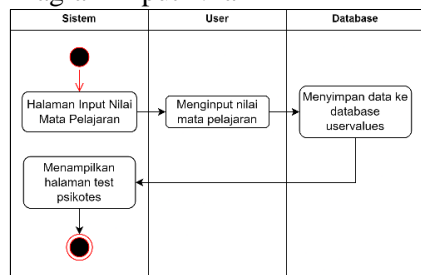 Sistem
User
Database
Halaman Input Nilai
Mata Pelajaran
Menginput nilai
mata pelajaran
Menyimpan data ke
database
uservalues
Menampilkan
halaman test
psikotes